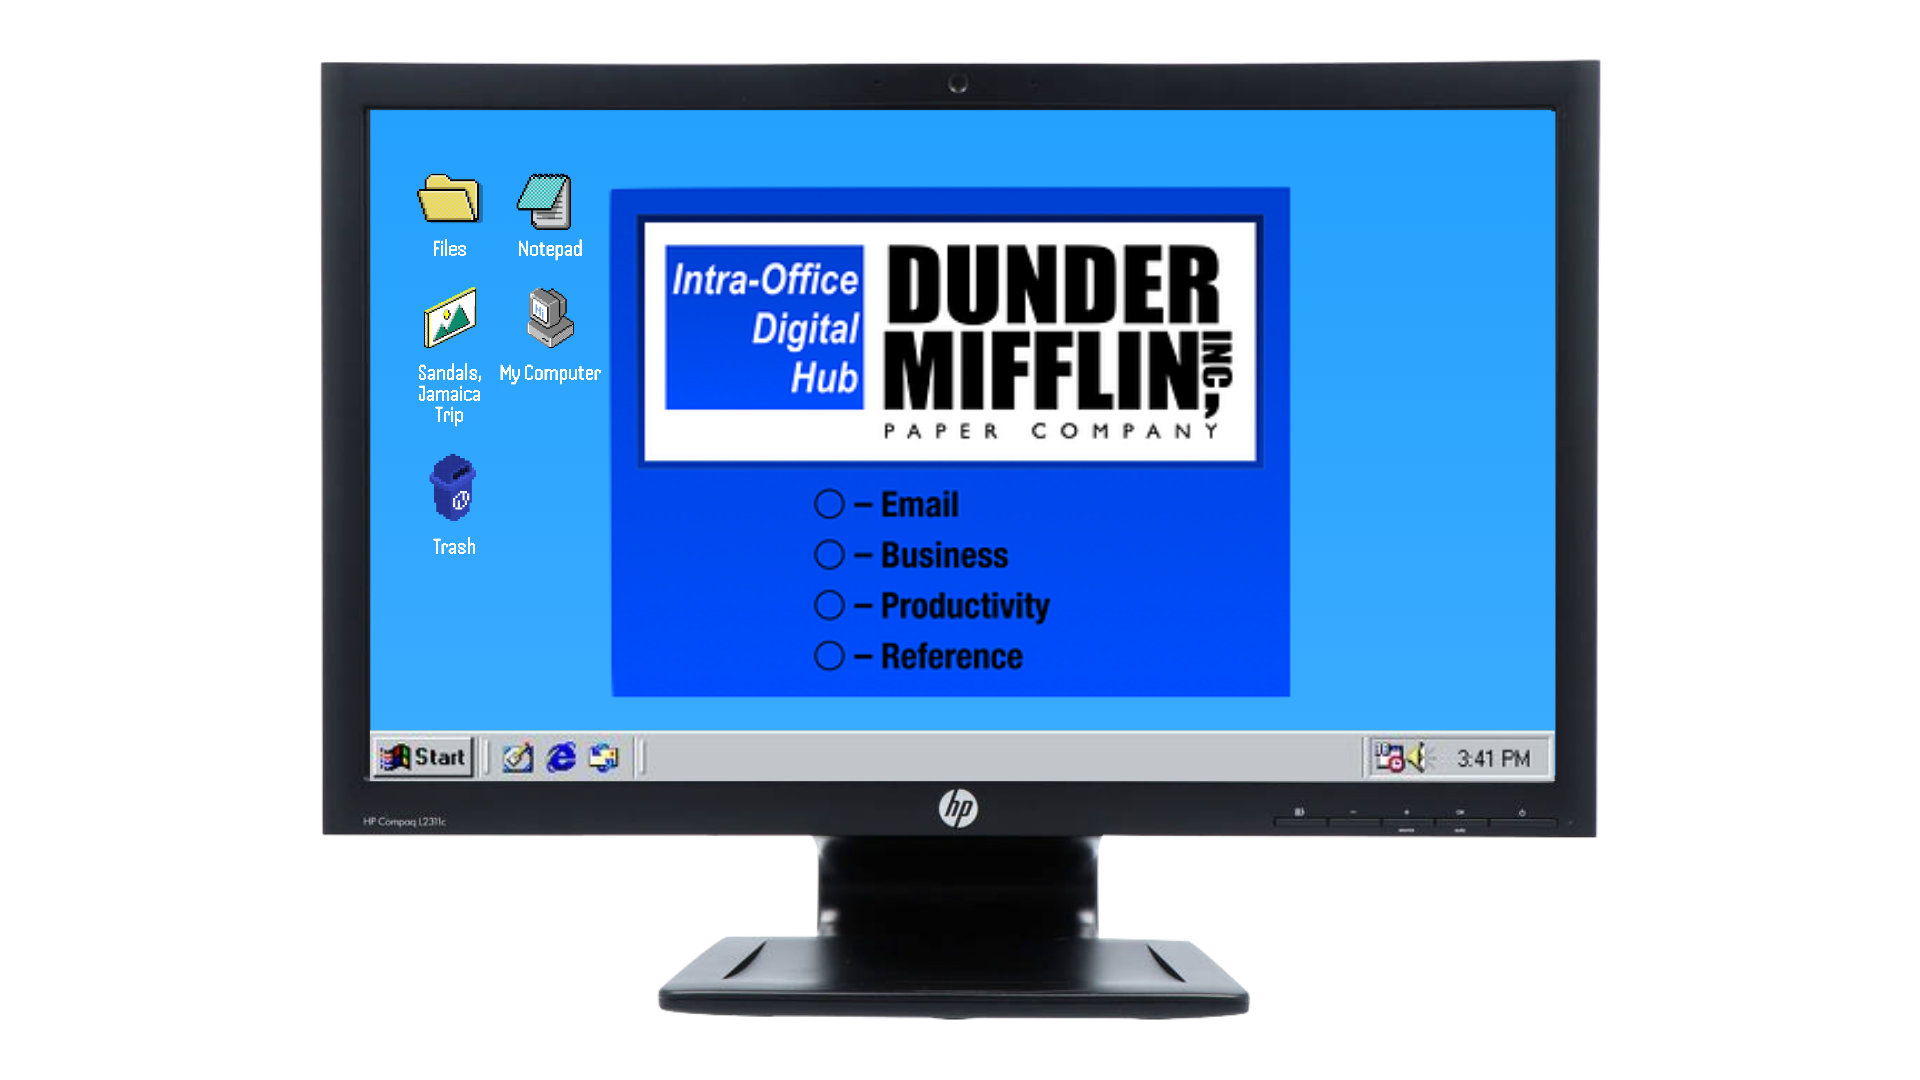 Files
Notepad
Sandals,
Jamaica
Trip
My Computer
Trash
Intra-Office
Digital
Hub
DUNDER
MIFFLIN,
INC
PAPER COMPANY
– Email
– Business
– Productivity
– Reference
Start
3:41 PM
HP Compaq L2311c
hp